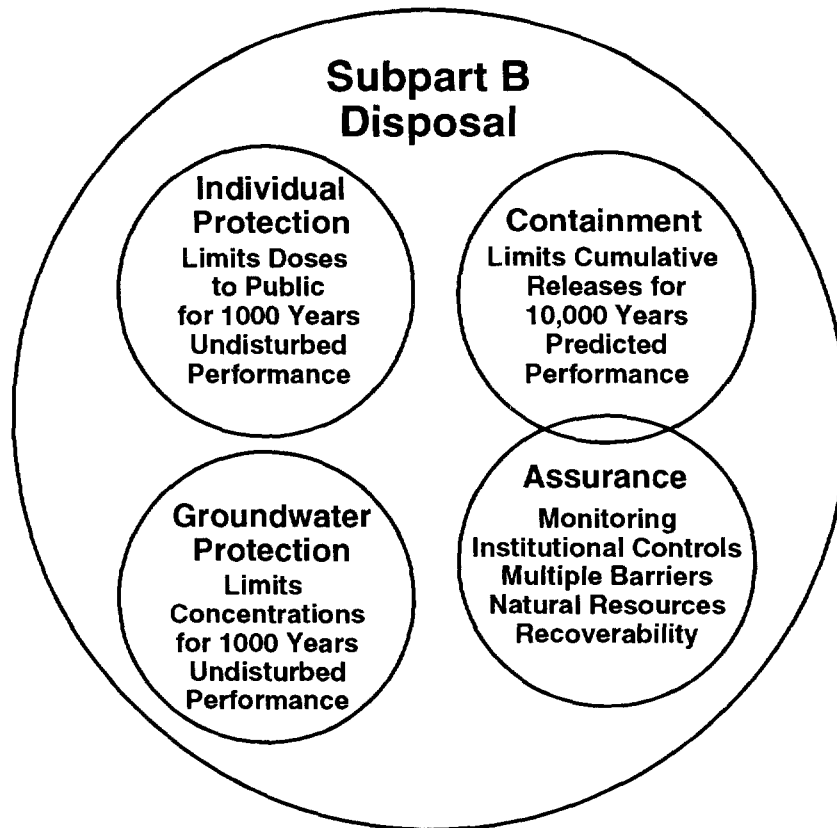 Subpart B
Disposal
Individual
Protection
Limits Doses
to Public
for 1000 Years
Undisturbed
Performance
Containment
Limits Cumulative
Releases for
10,000 Years
Predicted
Performance
Groundwater
Protection
Limits
Concentrations
for 1000 Years
Undisturbed
Performance
Assurance
Monitoring
Institutional Controls
Multiple Barriers
Natural Resources
Recoverability